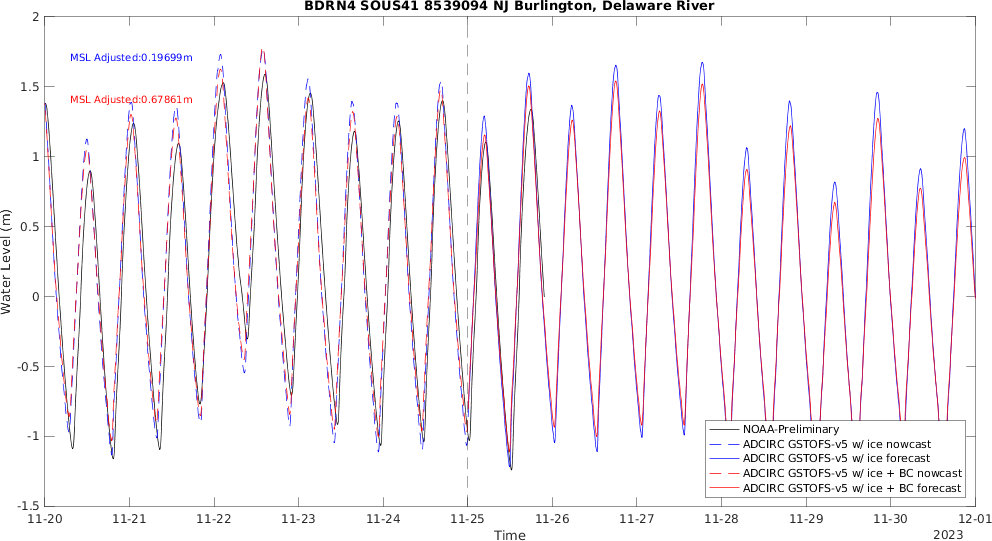 BDRN4 SOUS41 8539094 NJ Burlington, Delaware River
2
MSL Adjusted:0.19699m
1.5
MSL Adjusted:0.67861m
1
0.5
Water Level (m)
0
-0.5
-1
NOAA-Preliminary
ADCIRC GSTOFS-v5 w/ ice nowcast
ADCIRC GSTOFS-v5 w/ ice forecast
ADCIRC GSTOFS-v5 w/ ice + BC nowcast
ADCIRC GSTOFS-v5 w/ ice + BC forecast
-1.5
11-20 11-21 11-22 11-23 11-24 11-25 11-26 11-27 11-28 11-29 11-30 12-01
Time
2023